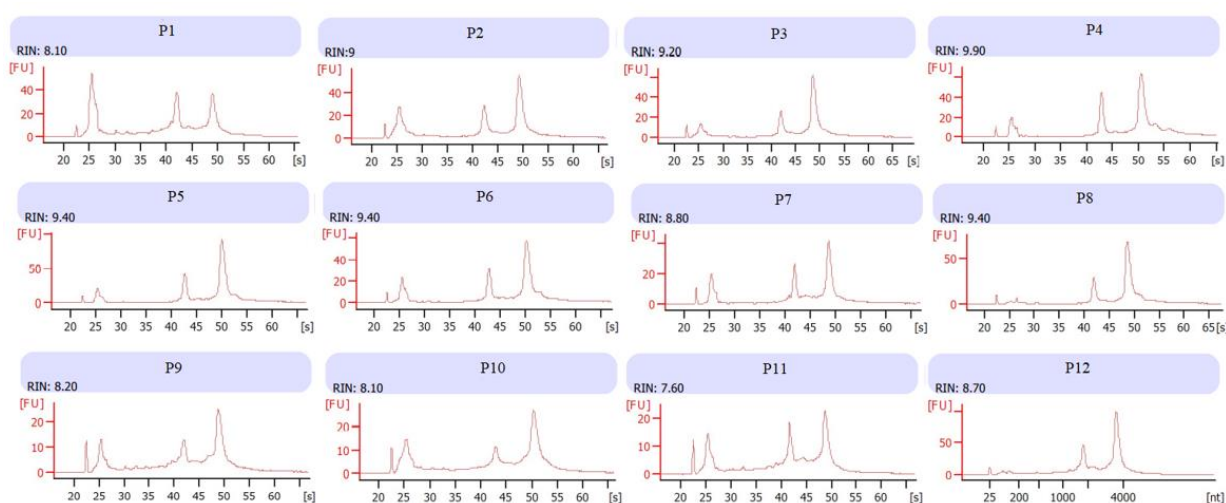 P1
RIN: 8.10
[FU]
40
20
0
20 25 30 35 40 45 50 55 60 [s]
P2
RIN:9
[FU]
40
20
0
20 25 30 35 40 45 50 55 60 [s]
P3
RIN: 9.20
[FU]
40
20
0
20 25 30 35 40 45 50 55 60 65 [s]
P4
RIN: 9.90
[FU]
40
20
0
20 25 30 35 40 45 50 55 60 65 [s]
P5
RIN: 9.40
[FU]
50
0
20 25 30 35 40 45 50 55 60 [s]
P6
RIN: 9.40
[FU]
40
20
0
20 25 30 35 40 45 50 55 60 [s]
P7
RIN: 8.80
[FU]
20
0
20 25 30 35 40 45 50 55 60 [s]
P8
RIN: 9.40
[FU]
50
0
20 25 30 35 40 45 50 55 60 65 [s]
P9
RIN: 8.20
[FU]
20
10
0
20 25 30 35 40 45 50 55 60 [s]
P10
RIN: 8.10
[FU]
20
10
0
20 25 30 35 40 45 50 55 60 [s]
P11
RIN: 7.60
[FU]
20
10
0
20 25 30 35 40 45 50 55 60 [s]
P12
RIN: 8.70
[FU]
50
0
25 200 1000 4000 [nt]